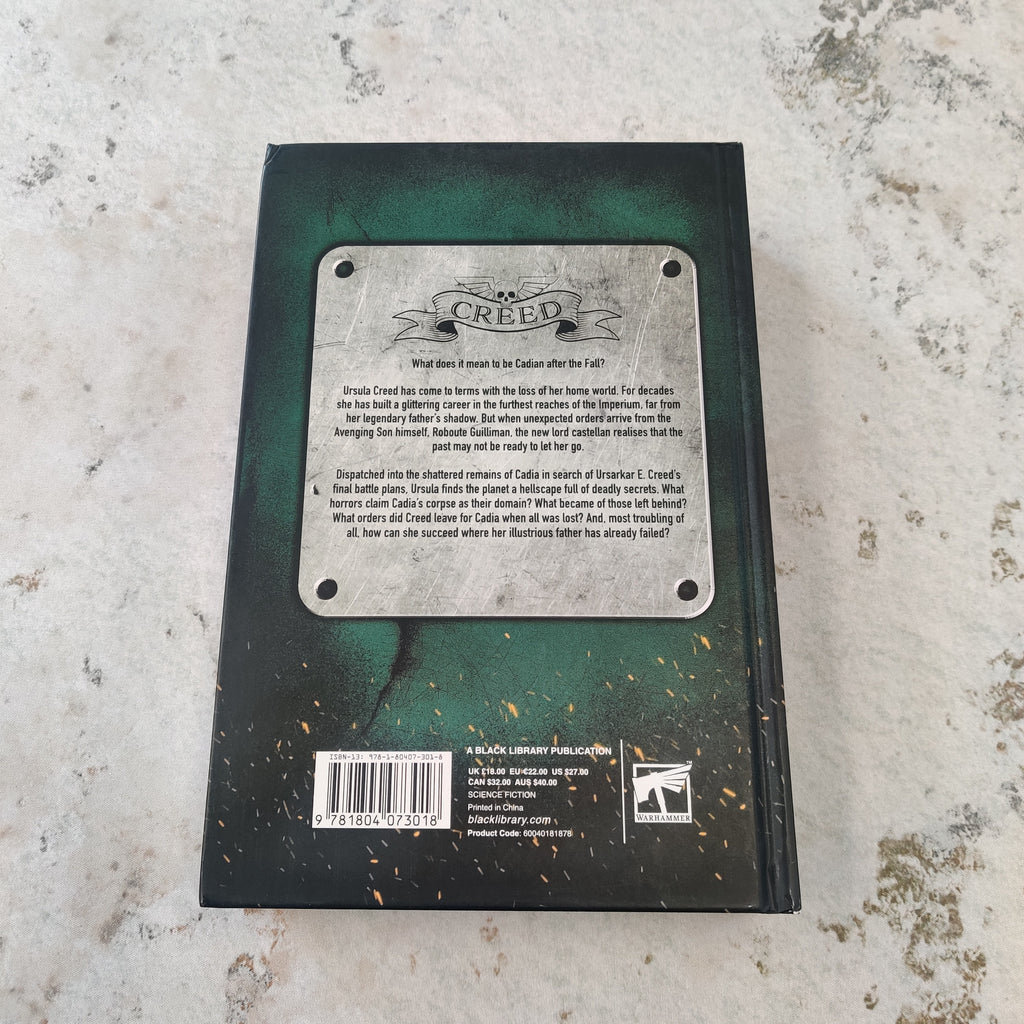 CREED
What does it mean to be Cadian after the Fall?
Ursula Creed has come to terms with the loss of her home world. For decades
she has built a glittering career in the furthest reaches of the Imperium, far from
her legendary father's shadow. But when unexpected orders arrive from the
Avenging Son himself, Roboute Guilliman, the new lord castellan realises that the
past may not be ready to let her go.
Dispatched into the shattered remains of Cadia in search of Ursarkar E. Creed's
final battle plans, Ursula finds the planet a hellscape full of deadly secrets. What
horrors claim Cadia's corpse as their domain? What became of those left behind?
What orders did Creed leave for Cadia when all was lost? And, most troubling of
all, how can she succeed where her illustrious father has already failed?
ISBN-13: 978-1-80407-301-8
9 781804 073018
A BLACK LIBRARY PUBLICATION
UK £18.00 EU €22.00 US $27.00
CAN $32.00 AUS $40.00
SCIENCE FICTION
Printed in China
blacklibrary.com
Product Code: 60040181878
WARHAMMER
TM